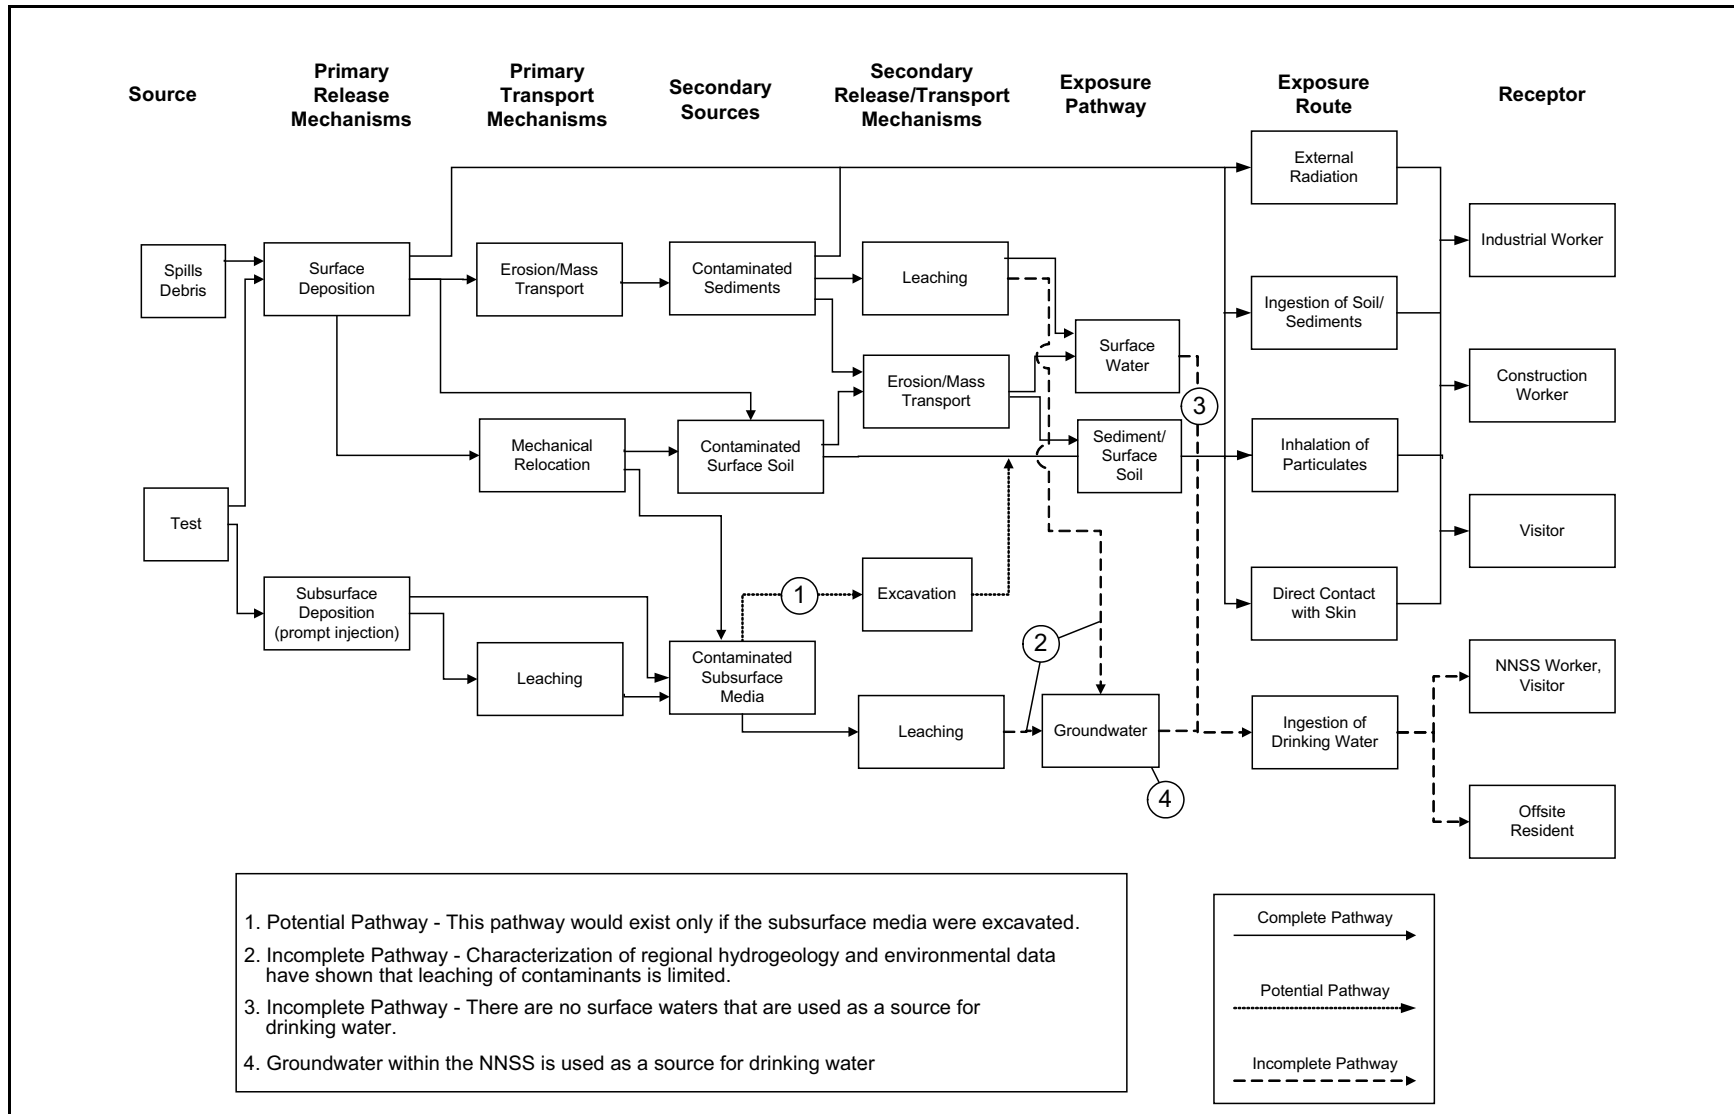 Source
Primary
Release
Mechanisms
Primary
Transport
Mechanisms
Secondary
Sources
Secondary
Release/Transport
Mechanisms
Exposure
Pathway
Exposure
Route
Receptor
Spills
Debris
Test
Surface
Deposition
Subsurface
Deposition
(prompt injection)
Erosion/Mass
Transport
Mechanical
Relocation
Leaching
Contaminated
Sediments
Contaminated
Surface Soil
Contaminated
Subsurface
Media
Leaching
Erosion/Mass
Transport
1
Excavation
Leaching
Surface
Water
Sediment/
Surface
Soil
2
Groundwater
3
4
External
Radiation
Ingestion of Soil/
Sediments
Inhalation of
Particulates
Direct Contact
with Skin
Ingestion of
Drinking Water
Industrial Worker
Construction
Worker
Visitor
NNSS Worker,
Visitor
Offsite
Resident
1. Potential Pathway - This pathway would exist only if the subsurface media were excavated.
2. Incomplete Pathway - Characterization of regional hydrogeology and environmental data
have shown that leaching of contaminants is limited.
3. Incomplete Pathway - There are no surface waters that are used as a source for
drinking water.
4. Groundwater within the NNSS is used as a source for drinking water
Complete Pathway
Potential Pathway
Incomplete Pathway